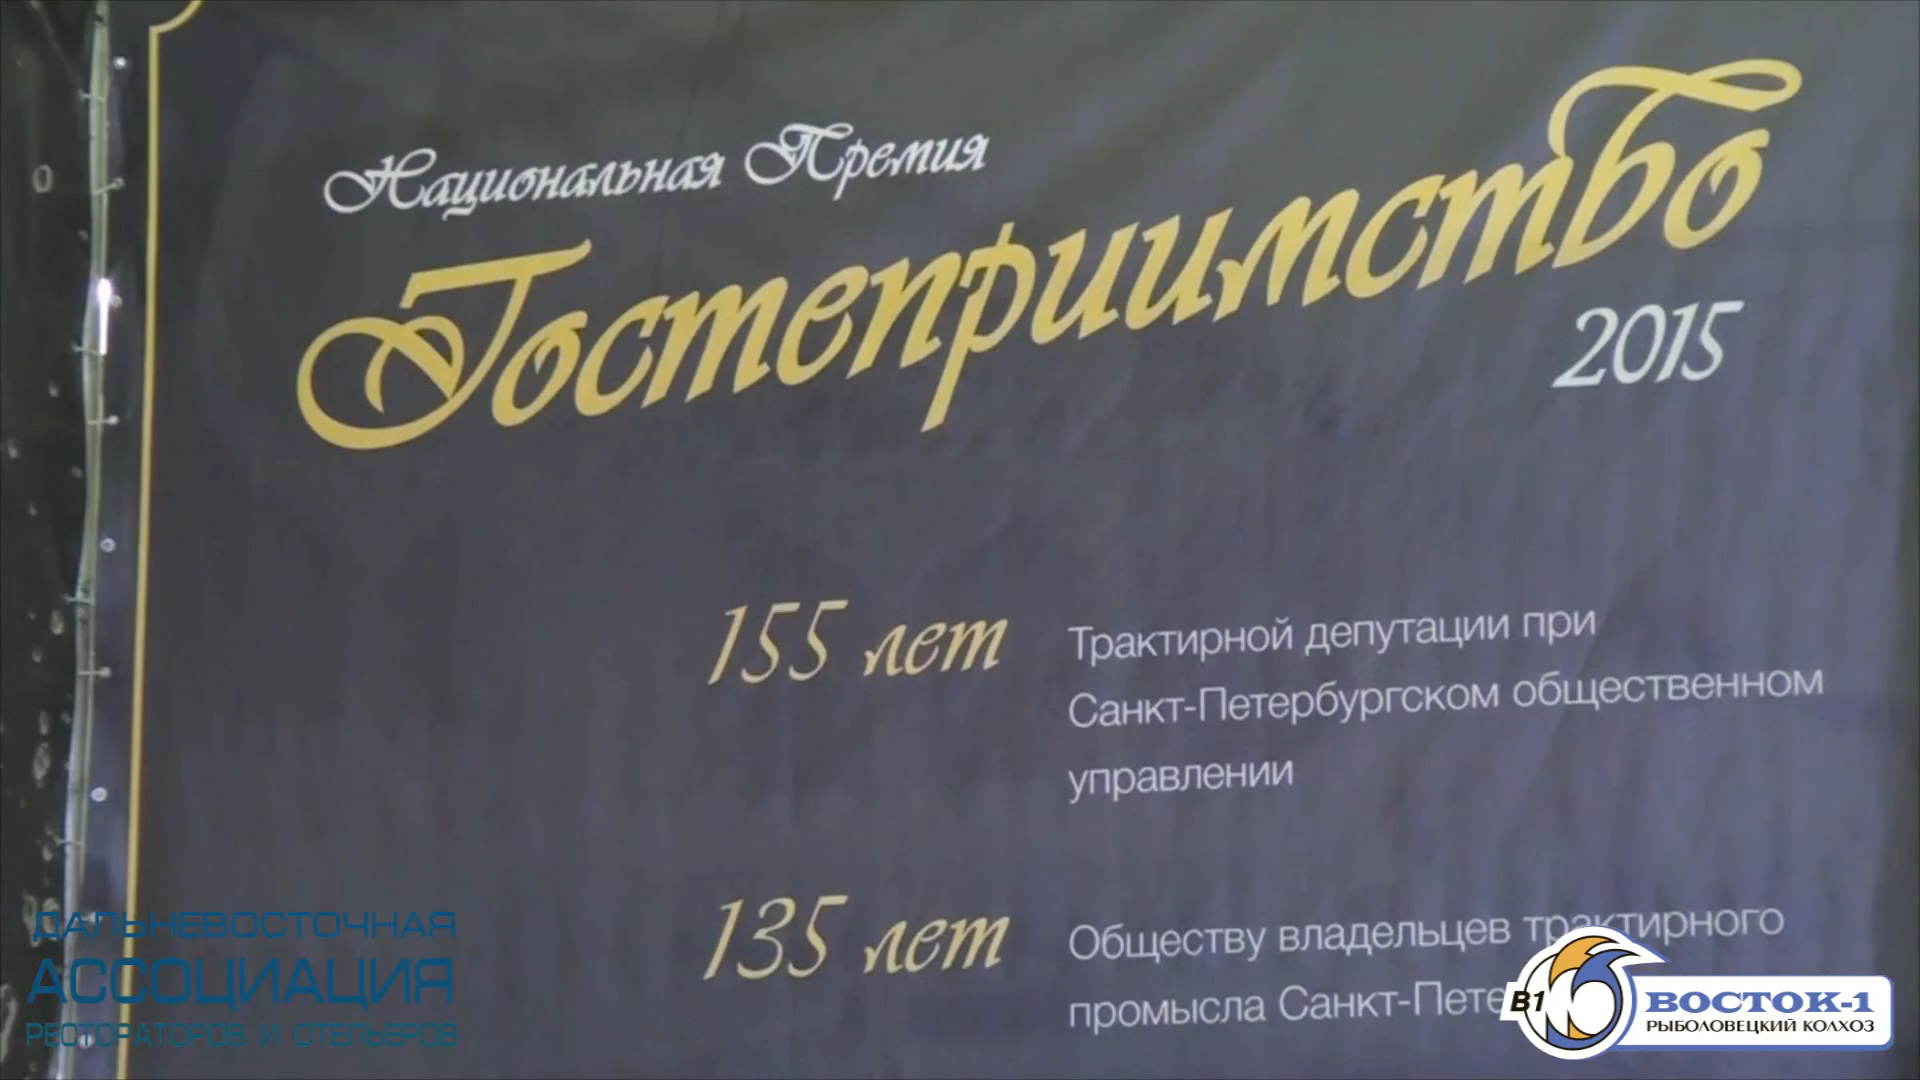 Национальная Премия
Гостеприимство
2015
155 лет
Трактирной депутации при
Санкт-Петербургском общественном
управлении
135 лет
Обществу владельцев трактирного
промысла Санкт-Пете
ДАЛЬНЕВОСТОЧНАЯ
АССОЦИАЦИЯ
РЕСТОРАТОРОВ И ОТЕЛЬЕРОВ
В1
ВОСТОК-1
РЫБОЛОВЕЦКИЙ КОЛХОЗ